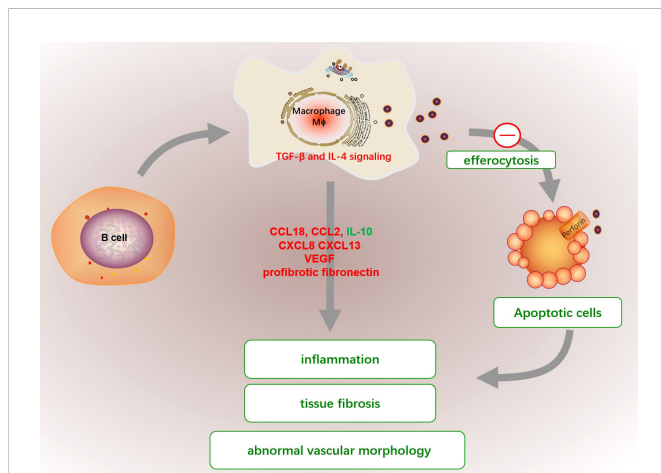 Macrophage
Mϕ
TGF-β and IL-4 signaling
efferocytosis
B cell
Perforin
CCL18, CCL2, IL-10
CXCL8 CXCL13
VEGF
profibrotic fibronectin
Apoptotic cells
inflammation
tissue fibrosis
abnormal vascular morphology